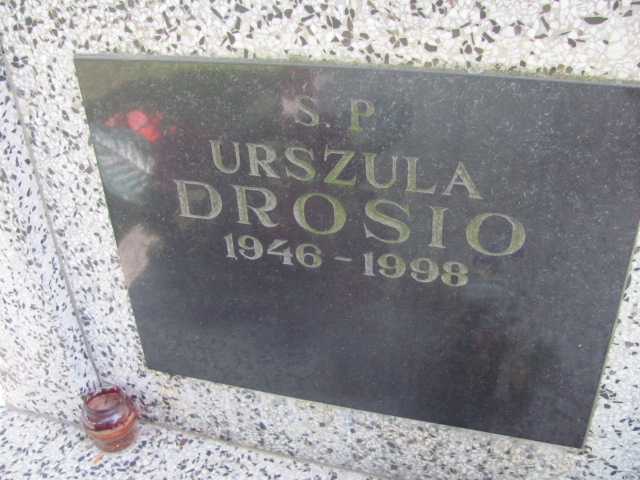 S. P.
URSZULA
DROSIO
1946 - 1998